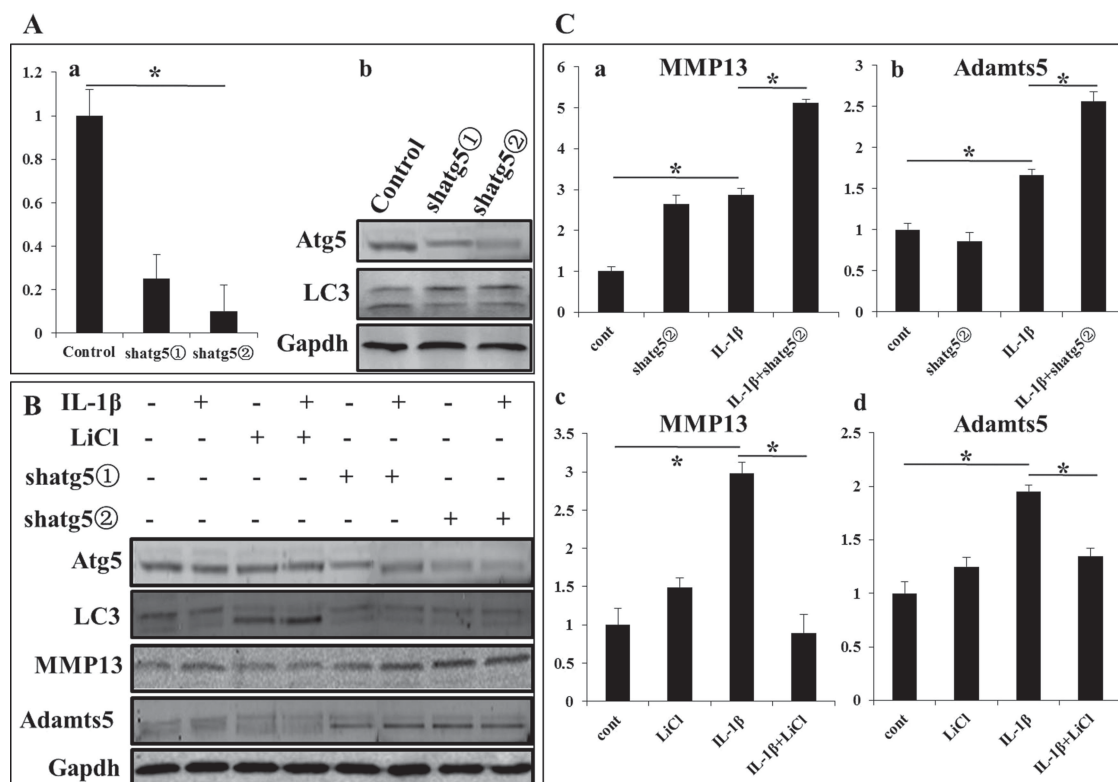 A
a
1.2
1
0.8
0.6
0.4
0.2
0
*
Control shatg5① shatg5②
b
Control shatg5① shatg5②
Atg5
LC3
Gapdh
B
IL-1β - + - + - + - +
LiCl - - + + - - - -
shatg5① - - - - + + - -
shatg5② - - - - - - + +
Atg5
LC3
MMP13
Adamts5
Gapdh
C
a MMP13
6
5
4
3
2
1
0
* *
cont shatg5② IL-1β IL-1β+shatg5②
b Adamts5
3
2.5
2
1.5
1
0.5
0
* *
cont shatg5② IL-1β IL-1β+shatg5②
c MMP13
3.5
3
2.5
2
1.5
1
0.5
0
* *
cont LiCl IL-1β IL-1β+LiCl
d Adamts5
2.5
2
1.5
1
0.5
0
* *
cont LiCl IL-1β IL-1β+LiCl